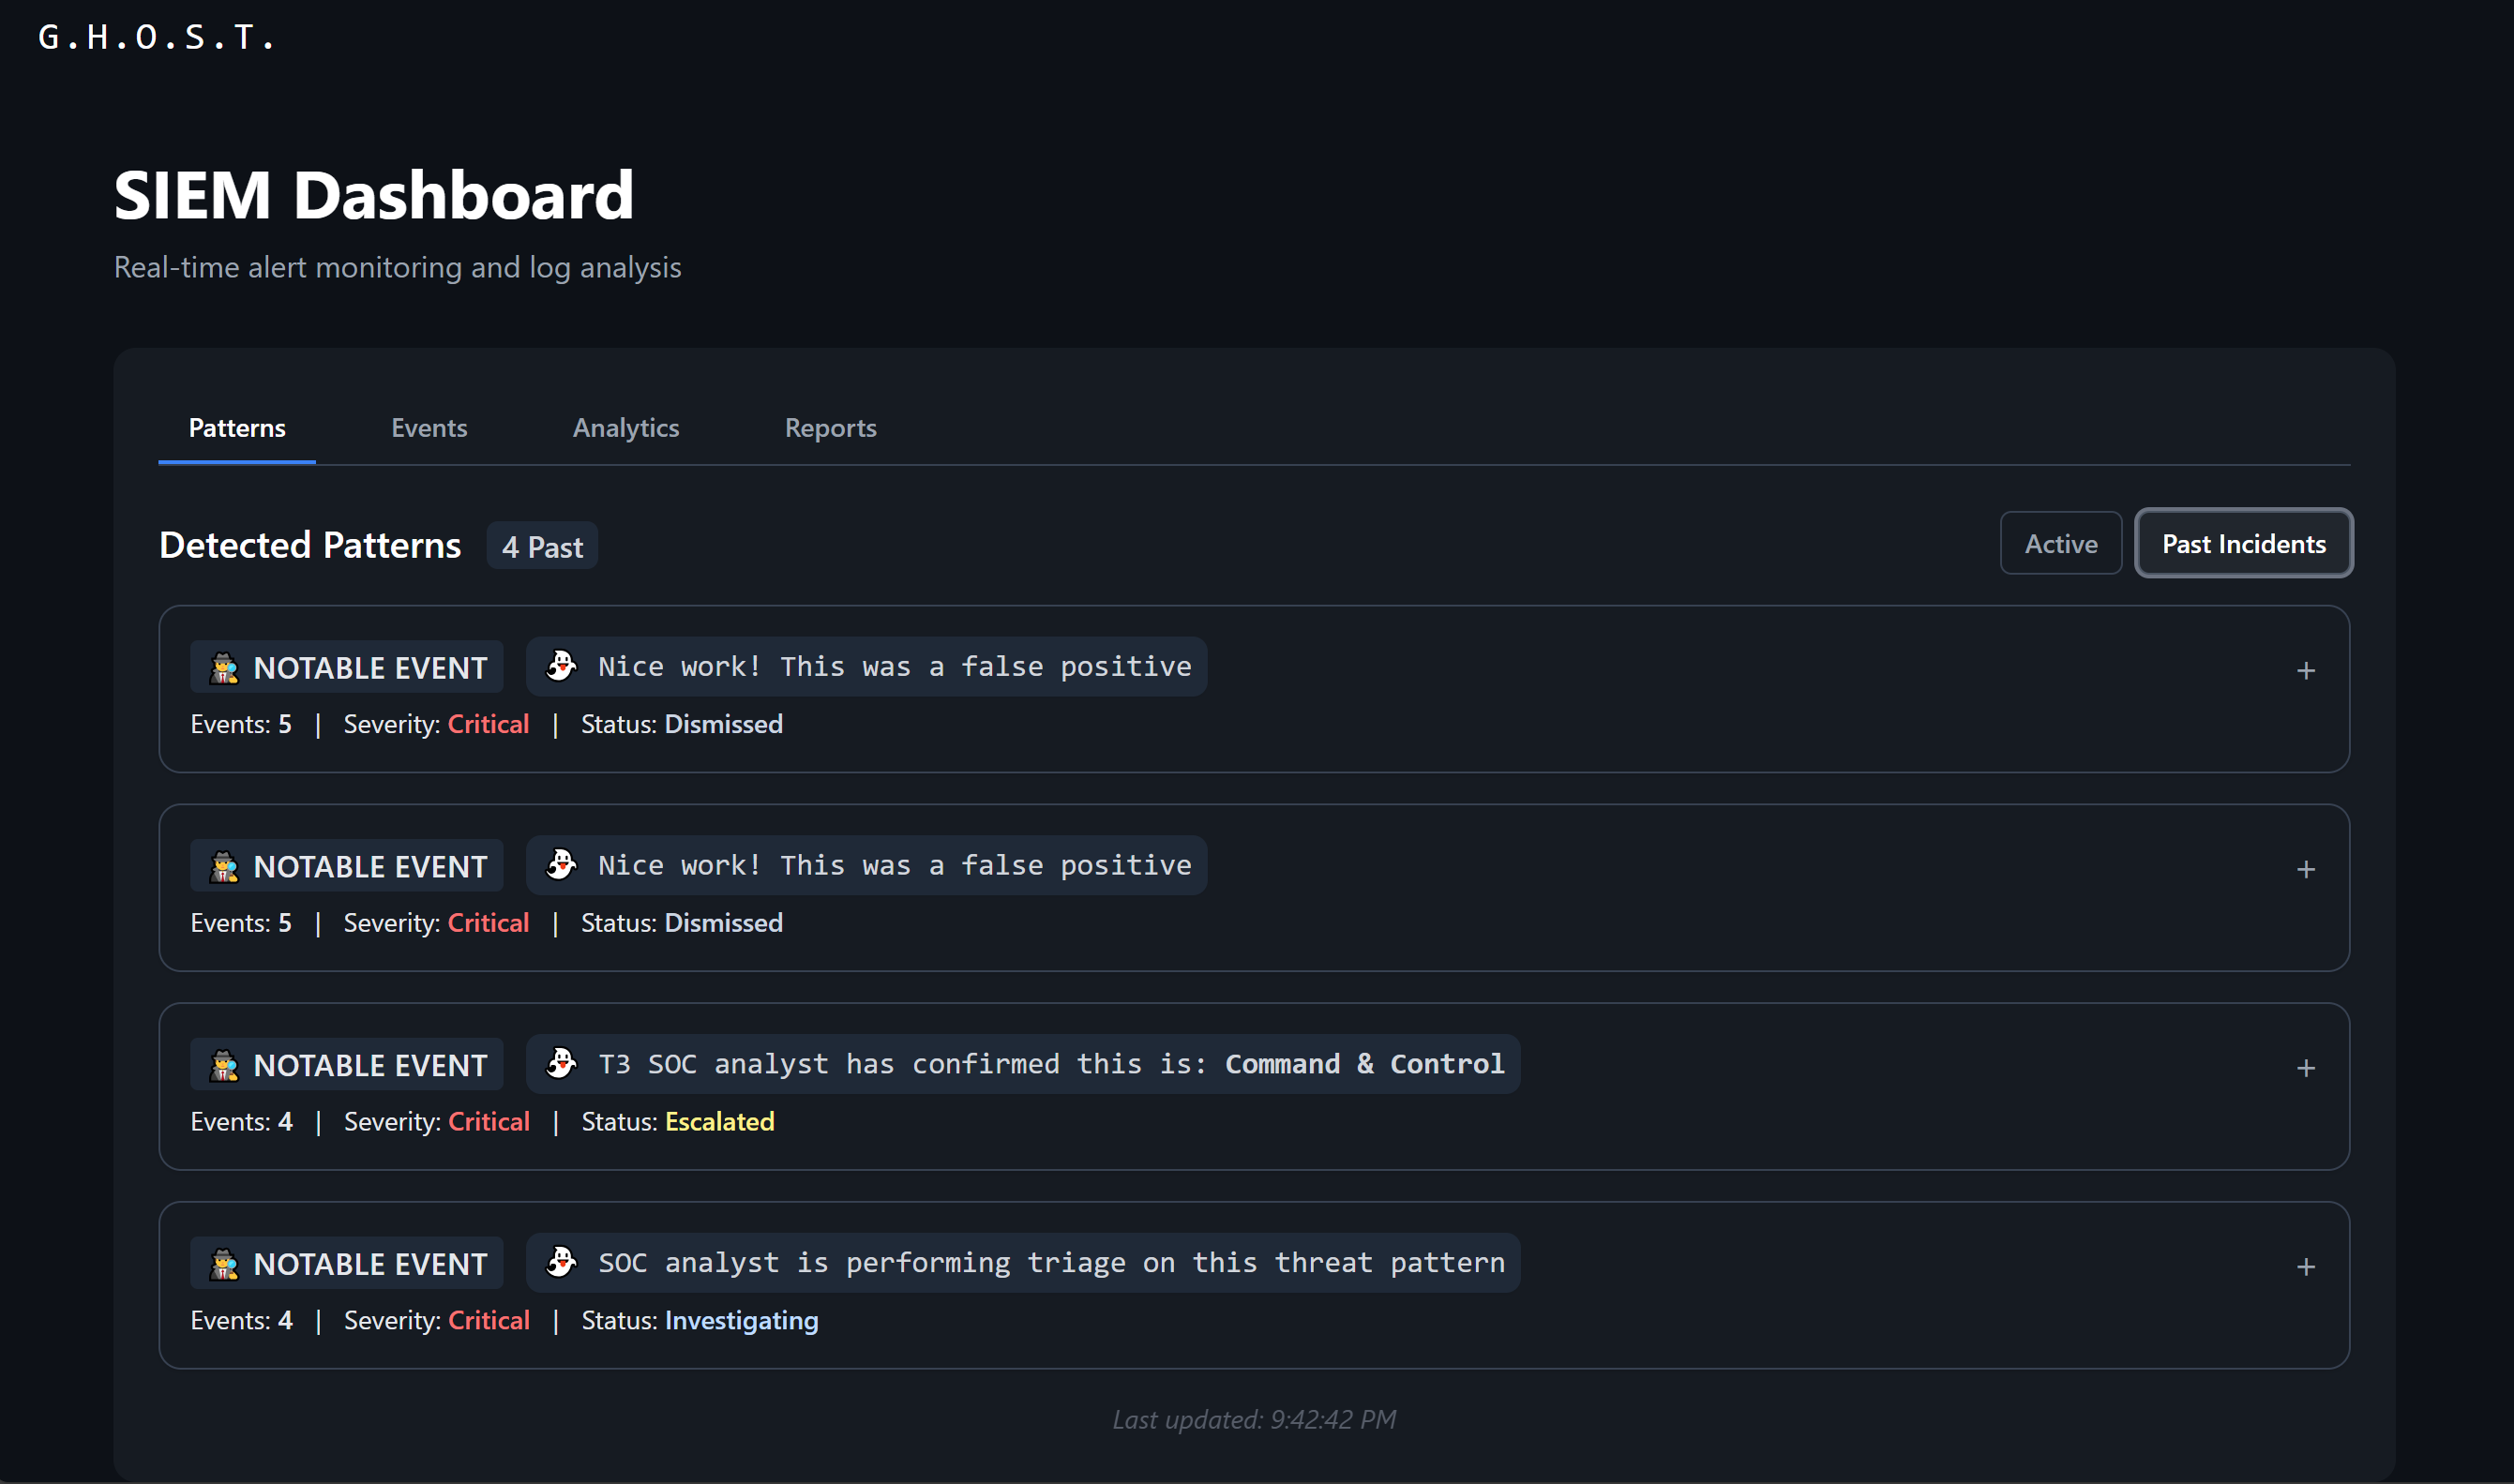 G.H.O.S.T.
SIEM Dashboard
Real-time alert monitoring and log analysis
Patterns Events Analytics Reports
Detected Patterns 4 Past Active Past Incidents
NOTABLE EVENT Nice work! This was a false positive +
Events: 5 | Severity: Critical | Status: Dismissed
NOTABLE EVENT Nice work! This was a false positive +
Events: 5 | Severity: Critical | Status: Dismissed
NOTABLE EVENT T3 SOC analyst has confirmed this is: Command & Control +
Events: 4 | Severity: Critical | Status: Escalated
NOTABLE EVENT SOC analyst is performing triage on this threat pattern +
Events: 4 | Severity: Critical | Status: Investigating
Last updated: 9:42:42 PM